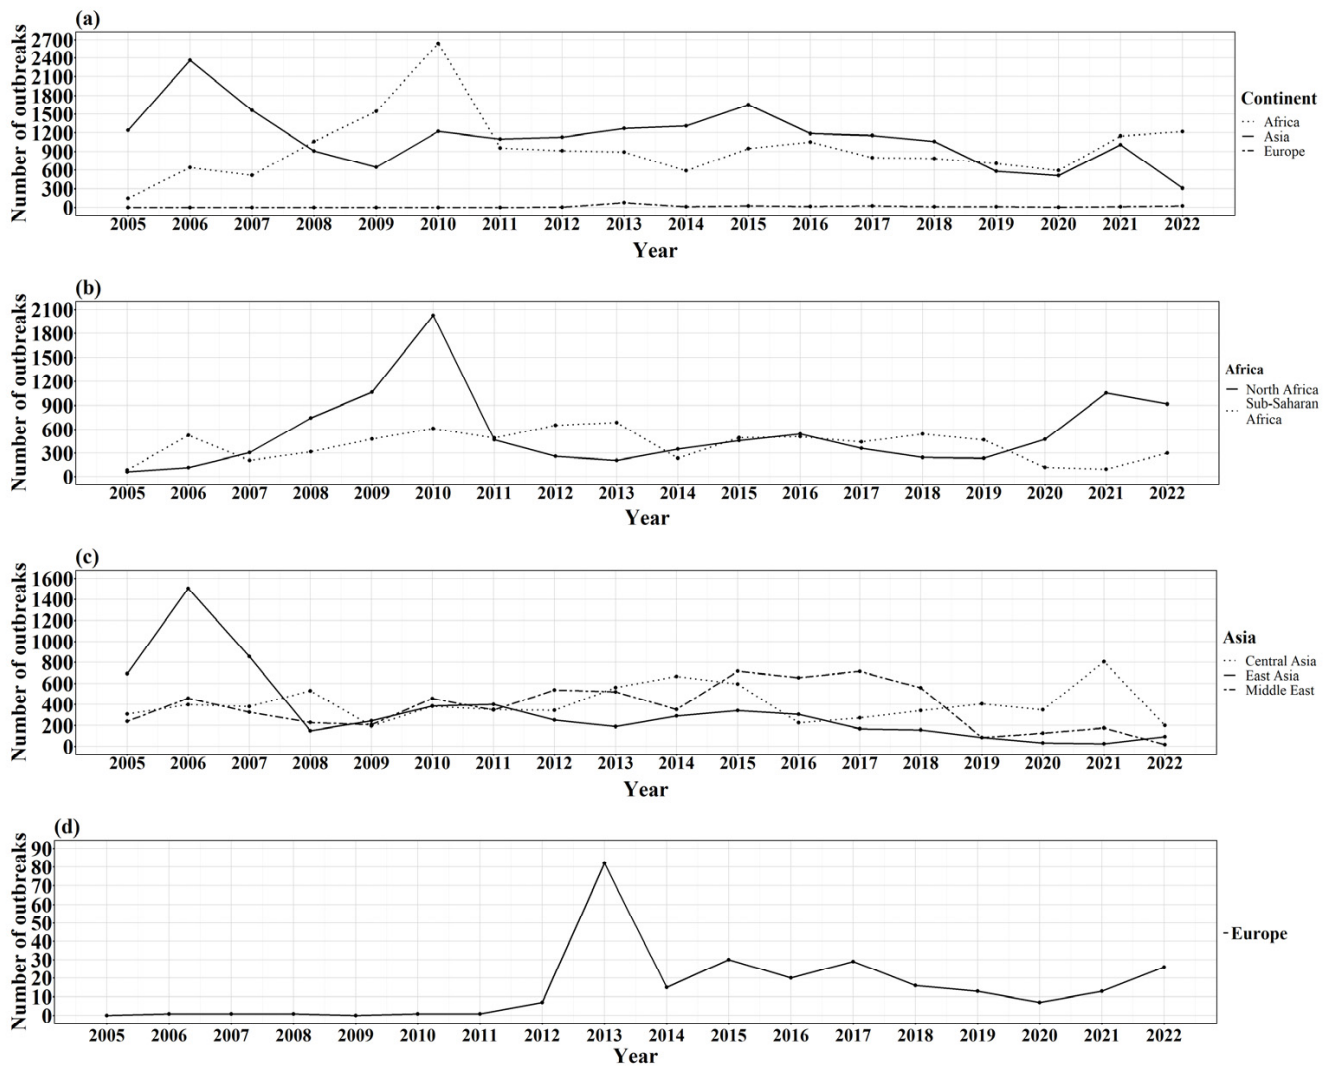 (a)
Number of outbreaks
2700
2400
2100
1800
1500
1200
900
600
300
0
2005 2006 2007 2008 2009 2010 2011 2012 2013 2014 2015 2016 2017 2018 2019 2020 2021 2022
Year
Continent
Africa
Asia
Europe
(b)
Number of outbreaks
2100
1800
1500
1200
900
600
300
0
2005 2006 2007 2008 2009 2010 2011 2012 2013 2014 2015 2016 2017 2018 2019 2020 2021 2022
Year
Africa
North Africa
Sub-Saharan
Africa
(c)
Number of outbreaks
1600
1400
1200
1000
800
600
400
200
0
2005 2006 2007 2008 2009 2010 2011 2012 2013 2014 2015 2016 2017 2018 2019 2020 2021 2022
Year
Asia
Central Asia
East Asia
Middle East
(d)
Number of outbreaks
90
80
70
60
50
40
30
20
10
0
2005 2006 2007 2008 2009 2010 2011 2012 2013 2014 2015 2016 2017 2018 2019 2020 2021 2022
Year
Europe